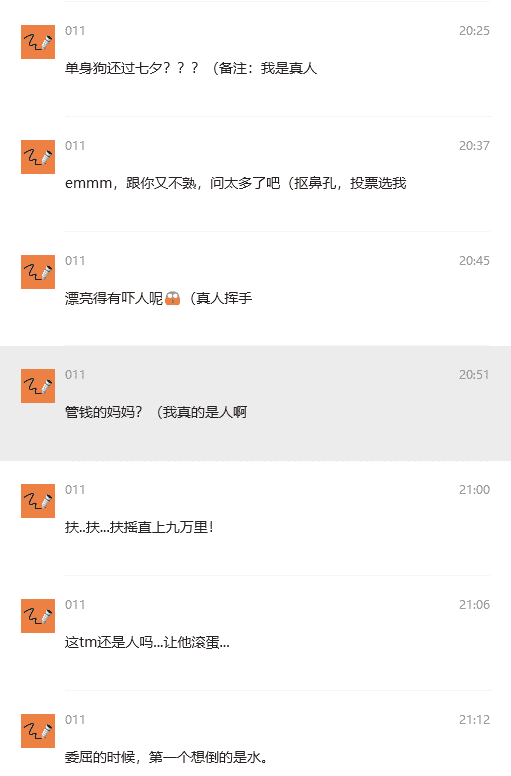 011 20:25
单身狗还过七夕？？？（备注：我是真人
011 20:37
emmm，跟你又不熟，问太多了吧（抠鼻孔，投票选我
011 20:45
漂亮得有吓人呢（真人挥手
011 20:51
管钱的妈妈？（我真的是人啊
011 21:00
扶..扶...扶摇直上九万里！
011 21:06
这tm还是人吗...让他滚蛋...
011 21:12
委屈的时候，第一个想倒的是水。